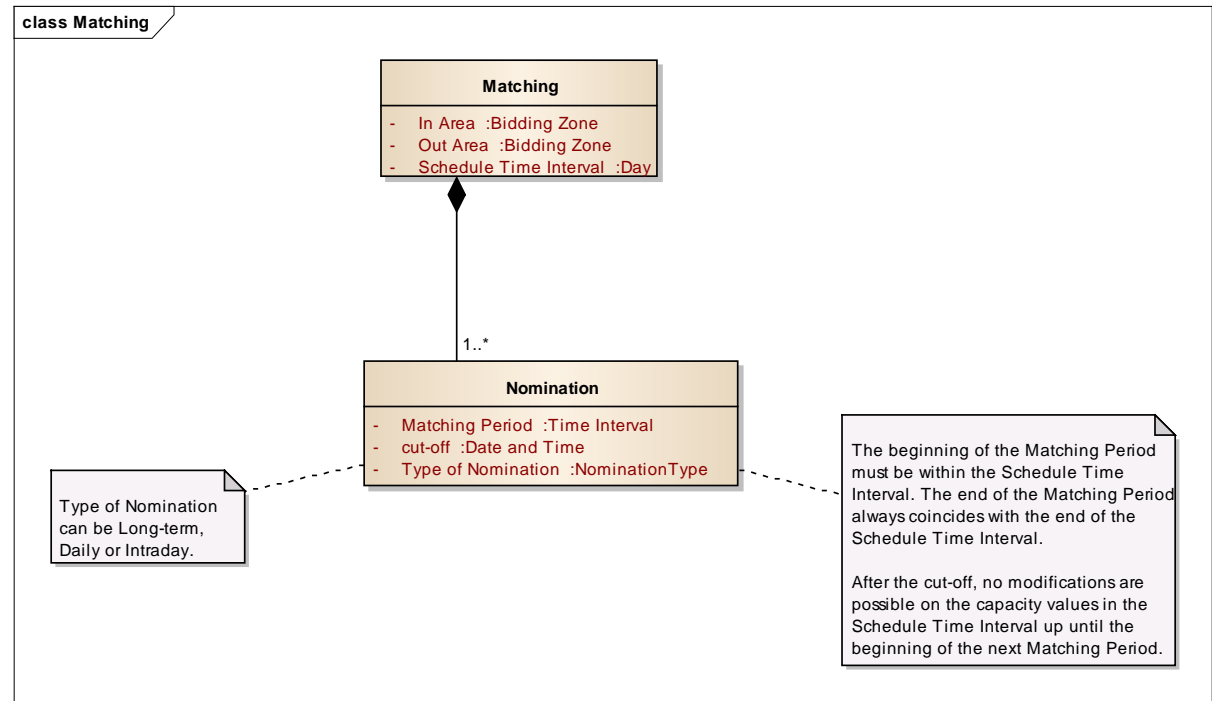 class Matching
Matching
- In Area :Bidding Zone
- Out Area :Bidding Zone
- Schedule Time Interval :Day
1..*
Nomination
- Matching Period :Time Interval
- cut-off :Date and Time
- Type of Nomination :NominationType
Type of Nomination
can be Long-term,
Daily or Intraday.
The beginning of the Matching Period
must be within the Schedule Time
Interval. The end of the Matching Period
always coincides with the end of the
Schedule Time Interval.
After the cut-off, no modifications are
possible on the capacity values in the
Schedule Time Interval up until the
beginning of the next Matching Period.